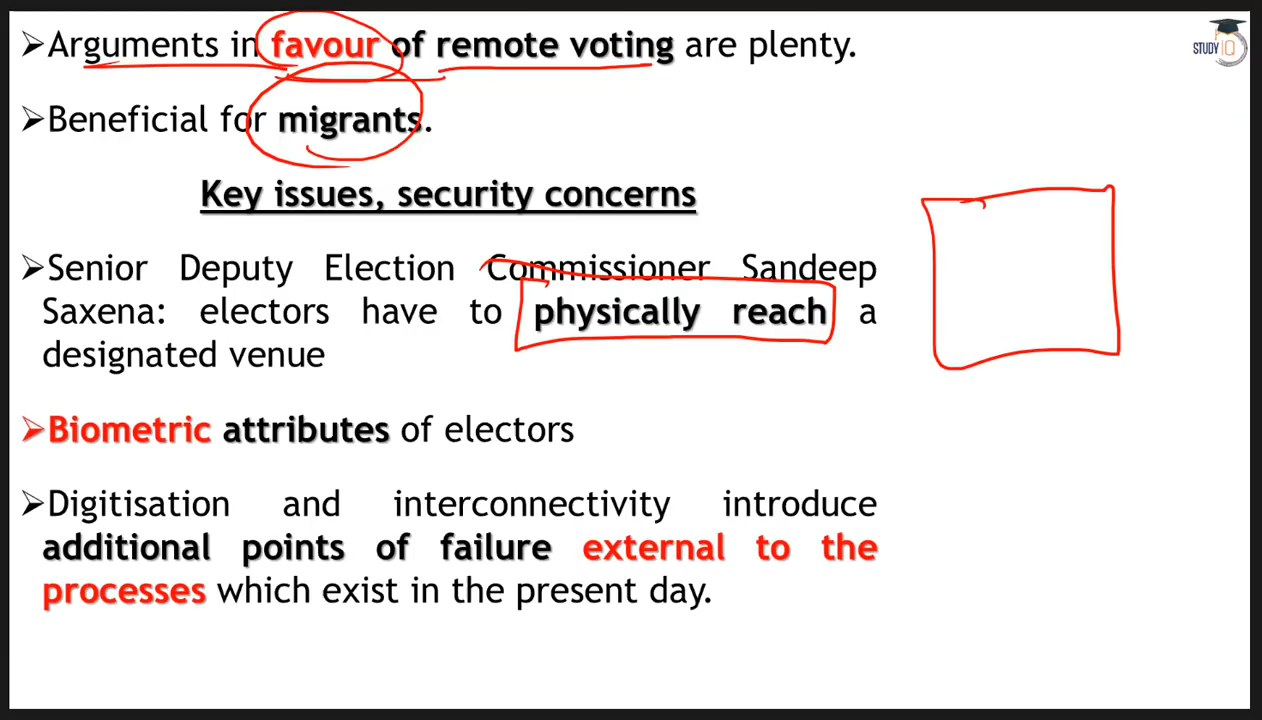 ➢Arguments in favour of remote voting are plenty.
STUDY IQ
➢Beneficial for migrants.
Key issues, security concerns
➢Senior Deputy Election Commissioner Sandeep
Saxena: electors have to physically reach a
designated venue
➢Biometric attributes of electors
➢Digitisation and interconnectivity introduce
additional points of failure external to the
processes which exist in the present day.